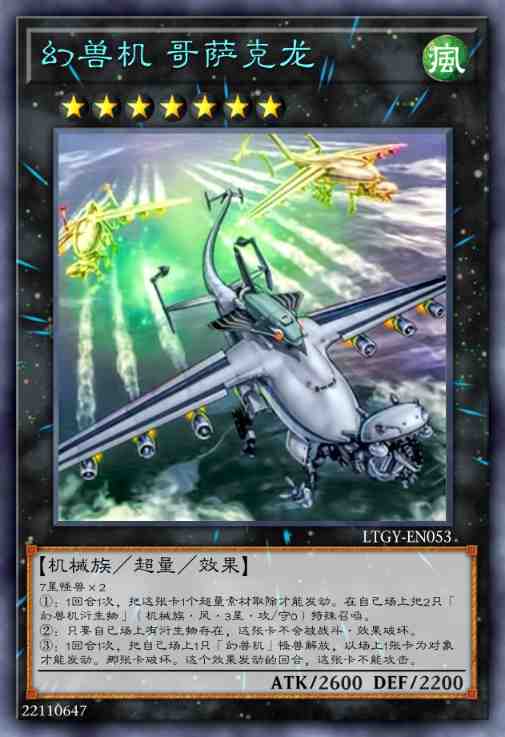 幻兽机 哥萨克龙
風
LTGY-EN053
【机械族／超量／效果】
7星怪兽×2
①：1回合1次，把这张卡1个超量素材取除才能发动。在自己场上把2只「
幻兽机衍生物」（机械族·风·3星·攻/守0）特殊召唤。
②：只要自己场上有衍生物存在，这张卡不会被战斗·效果破坏。
③：1回合1次，把自己场上1只「幻兽机」怪兽解放，以场上1张卡为对象
才能发动。那张卡破坏。这个效果发动的回合，这张卡不能攻击。
ATK/2600 DEF/2200
22110647